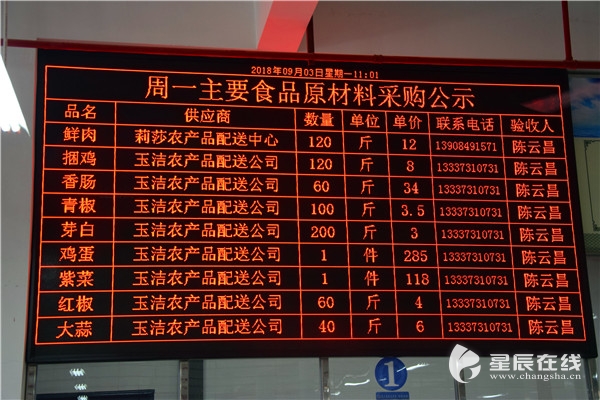 2018年09月03日星期一11:01
周一主要食品原材料采购公示
品名 供应商 数量 单位 单价 联系电话 验收人
鲜肉 莉莎农产品配送中心 120 斤 12 13908491571 陈云昌
捆鸡 玉洁农产品配送公司 120 斤 8 13337310731 陈云昌
香肠 玉洁农产品配送公司 60 斤 34 13337310731 陈云昌
青椒 玉洁农产品配送公司 100 斤 3.5 13337310731 陈云昌
芽白 玉洁农产品配送公司 200 斤 3 13337310731 陈云昌
鸡蛋 玉洁农产品配送公司 1 件 285 13337310731 陈云昌
紫菜 玉洁农产品配送公司 1 件 118 13337310731 陈云昌
红椒 玉洁农产品配送公司 60 斤 4 13337310731 陈云昌
大蒜 玉洁农产品配送公司 40 斤 6 13337310731 陈云昌
1
星辰在线
www.changsha.cn